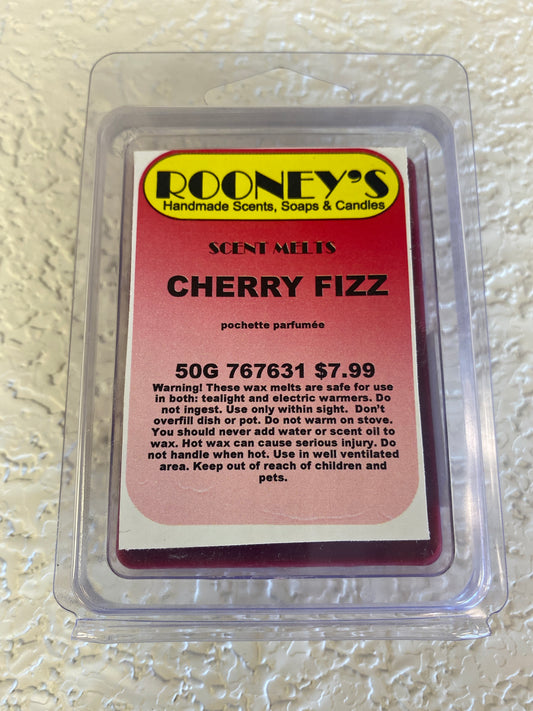 ROONEY'S
Handmade Scents, Soaps & Candles
SCENT MELTS
CHERRY FIZZ
pochette parfumée
50G 767631 $7.99
Warning! These wax melts are safe for use
in both: tealight and electric warmers. Do
not ingest. Use only within sight. Don't
overfill dish or pot. Do not warm on stove.
You should never add water or scent oil to
wax. Hot wax can cause serious injury. Do
not handle when hot. Use in well ventilated
area. Keep out of reach of children and
pets.